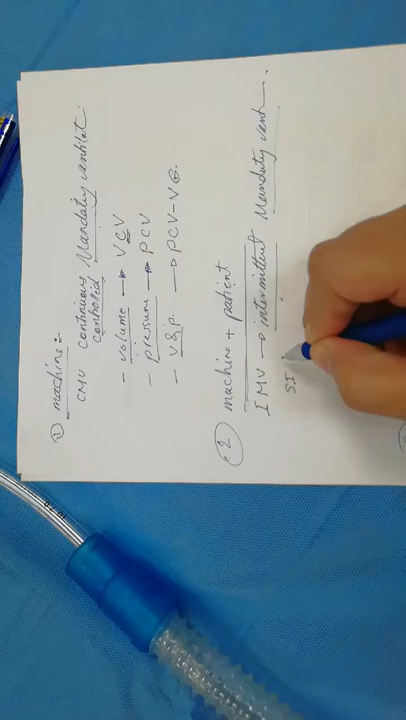 ① machine:-
CMV Continuous Mandatory ventilat.
controlled
- volume → VCV
- pressure → PCV
- V&P. → PCV-VG.
② machine + patient
IMV → intermittent Mandatory vent.
SI